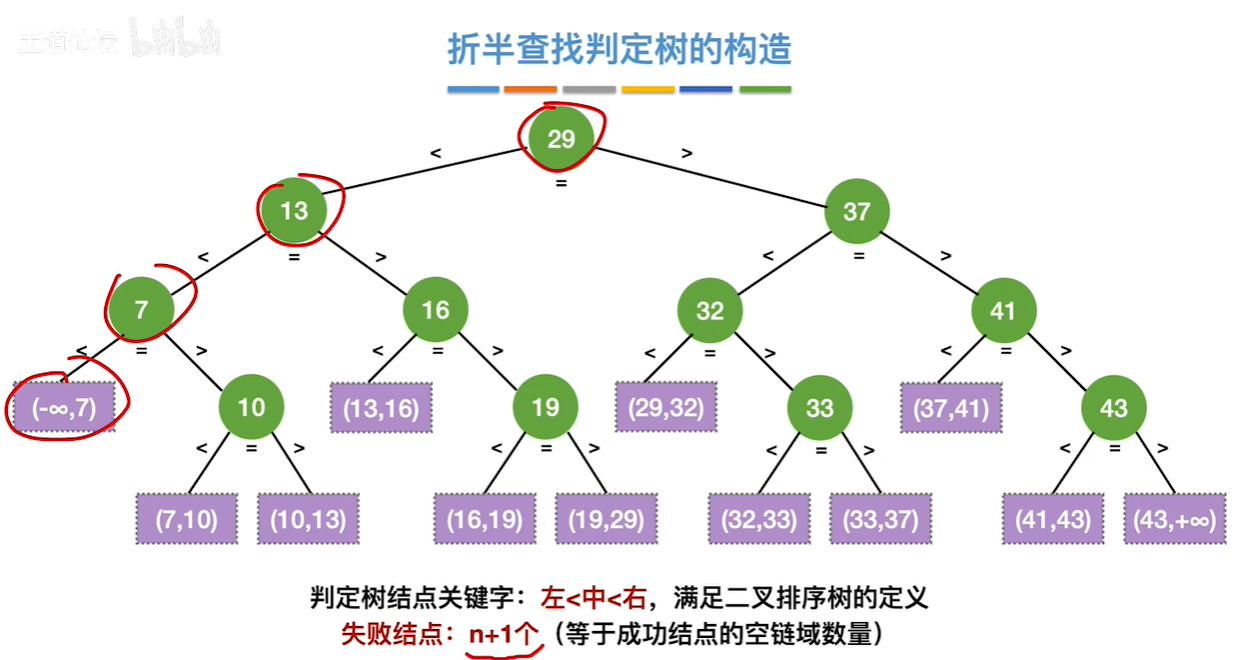 王道论坛 bilibili
折半查找判定树的构造
29
< >
=
13 37
< = > < = >
7 16 32 41
< = > < = > < = > < = >
(-∞,7) 10 (13,16) 19 (29,32) 33 (37,41) 43
< = > < = > < = > < = >
(7,10) (10,13) (16,19) (19,29) (32,33) (33,37) (41,43) (43,+∞)
判定树结点关键字：左<中<右，满足二叉排序树的定义
失败结点：n+1个（等于成功结点的空链域数量）